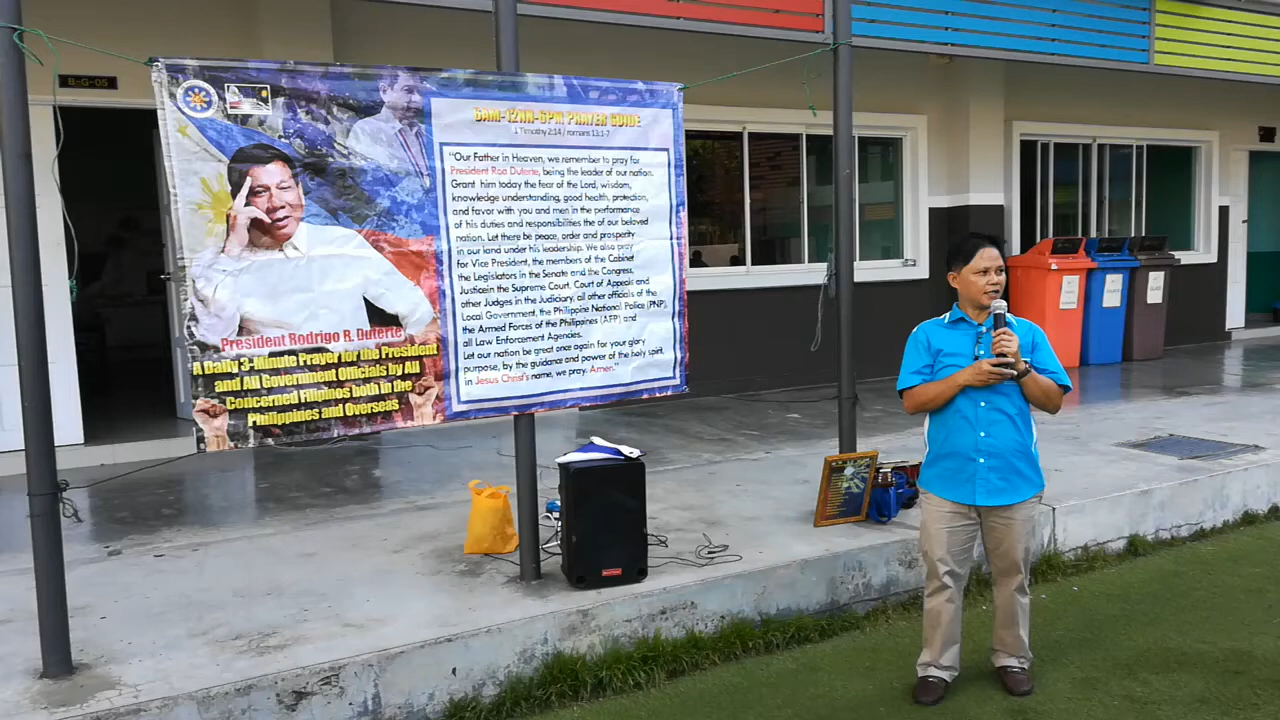 B-G-05
6AM-12NN-6PM PRAYER GUIDE
1 Timothy 2:14 / romans 13:1-7
"Our Father in Heaven, we remember to pray for
President Roa Duterte, being the leader of our nation.
Grant him today the fear of the Lord, wisdom,
knowledge understanding, good health, protection,
and favor with you and men in the performance
of his duties and responsibilities the of our beloved
nation. Let there be peace, order and prosperity
in our land under his leadership. We also pray
for Vice President, the members of the Cabinet
the Legislators in the Senate and the Congress,
Justicein the Supreme Court, Court of Appeals and
other Judges in the Judiciary, all other officials of the
Local Government, the Philippine National Police (PNP),
the Armed Forces of the Philippines (AFP) and
all Law Enforcement Agencies.
Let our nation be great once again for your glory
purpose, by the guidance and power of the holy spirit,
in Jesus Christ's name, we pray. Amen."
President Rodrigo R. Duterte
A Daily 3-Minute Prayer for the President
and All Government Officials by All
Concerned Filipinos both in the
Philippines and Overseas